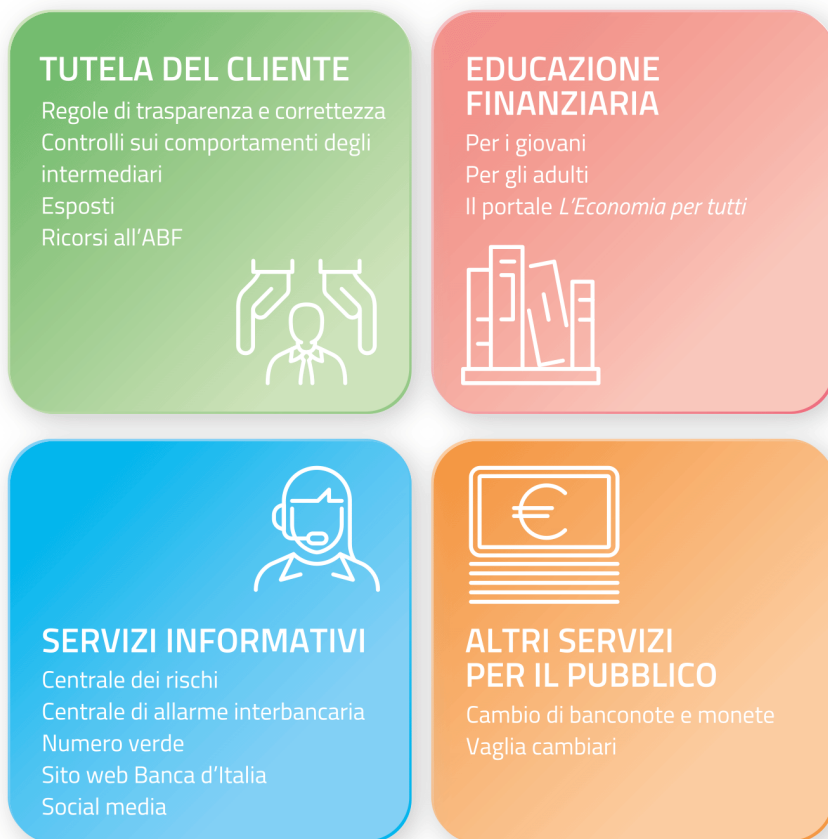 TUTELA DEL CLIENTE
Regole di trasparenza e correttezza
Controlli sui comportamenti degli
intermediari
Esposti
Ricorsi all'ABF
EDUCAZIONE
FINANZIARIA
Per i giovani
Per gli adulti
Il portale L'Economia per tutti
SERVIZI INFORMATIVI
Centrale dei rischi
Centrale di allarme interbancaria
Numero verde
Sito web Banca d'Italia
Social media
€
ALTRI SERVIZI
PER IL PUBBLICO
Cambio di banconote e monete
Vaglia cambiari